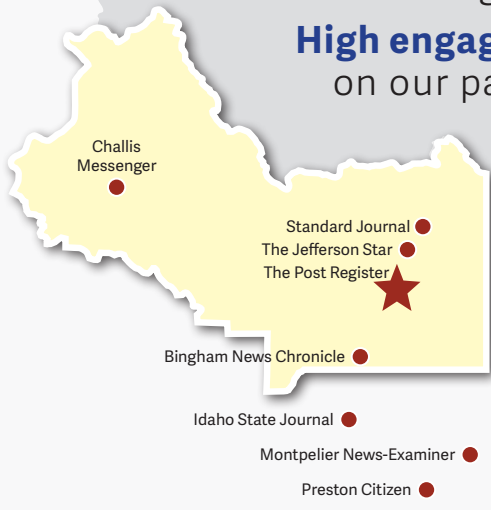 High engag
on our pa
Challis
Messenger
Standard Journal
The Jefferson Star
The Post Register
Bingham News Chronicle
Idaho State Journal
Montpelier News-Examiner
Preston Citizen